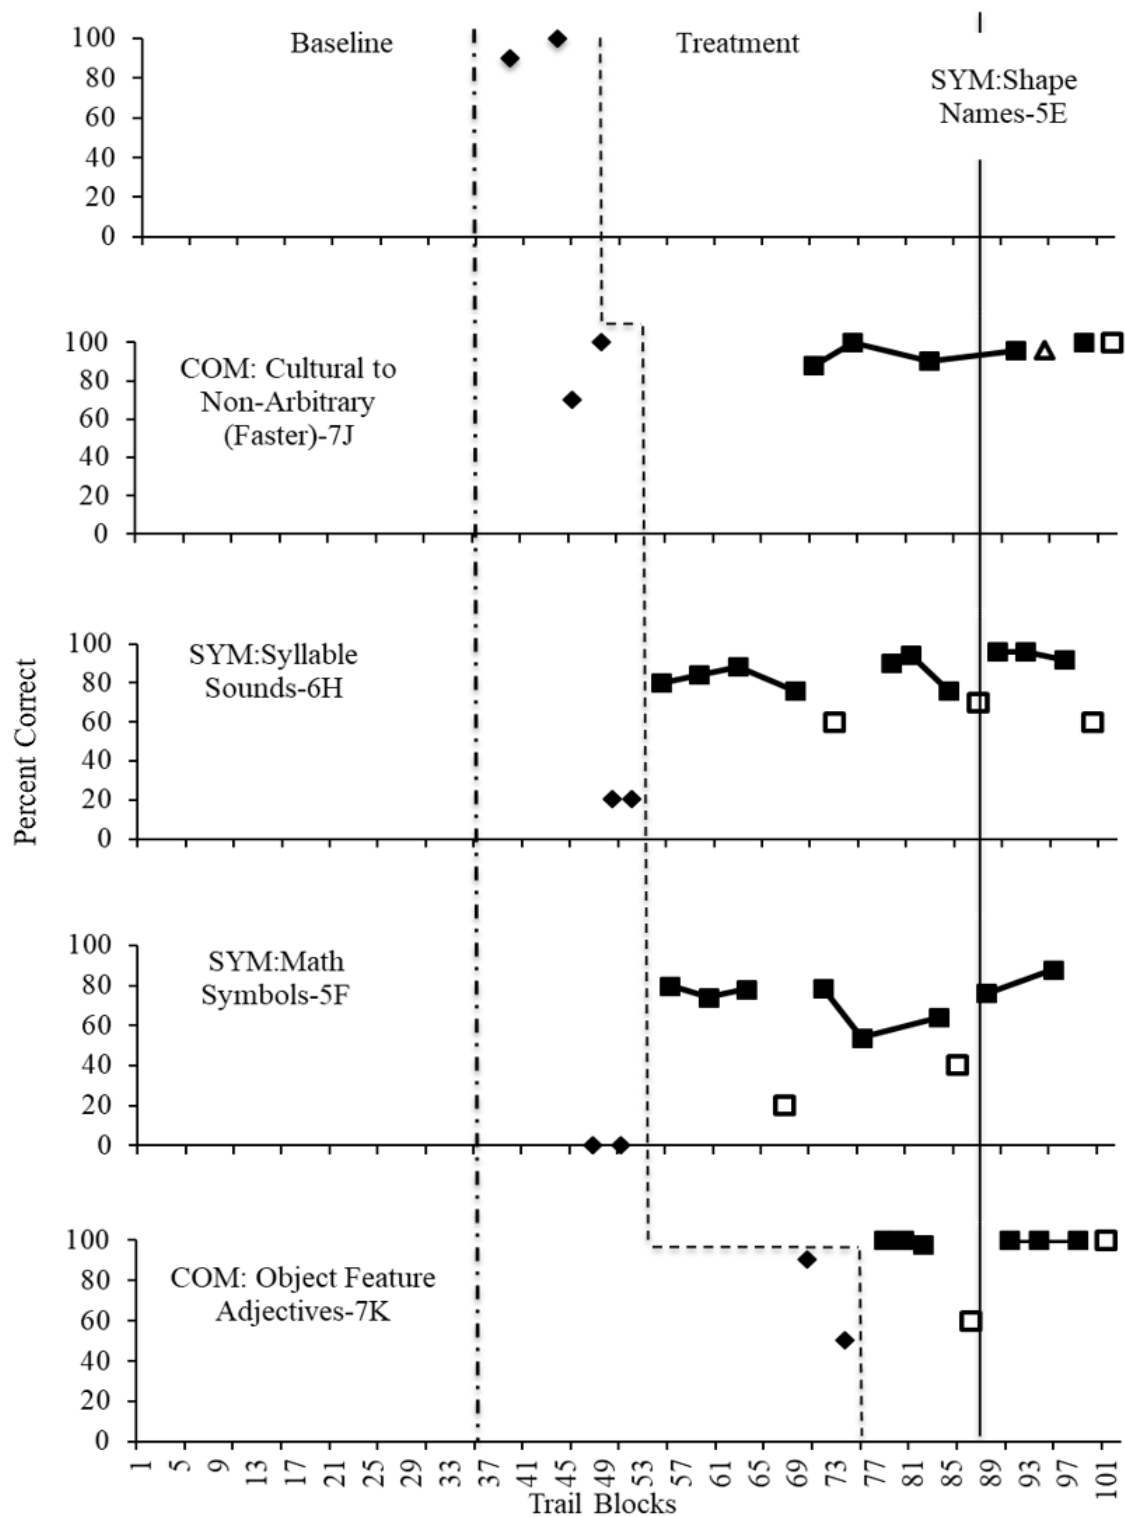 Baseline
Treatment
SYM:Shape
Names-5E
100
80
60
40
20
0
COM: Cultural to
Non-Arbitrary
(Faster)-7J
100
80
60
40
20
0
Percent Correct
SYM:Syllable
Sounds-6H
100
80
60
40
20
0
SYM:Math
Symbols-5F
100
80
60
40
20
0
COM: Object Feature
Adjectives-7K
100
80
60
40
20
0
1 5 9 13 17 21 25 29 33 37 41 45 49 53 57 61 65 69 73 77 81 85 89 93 97 101
Trail Blocks